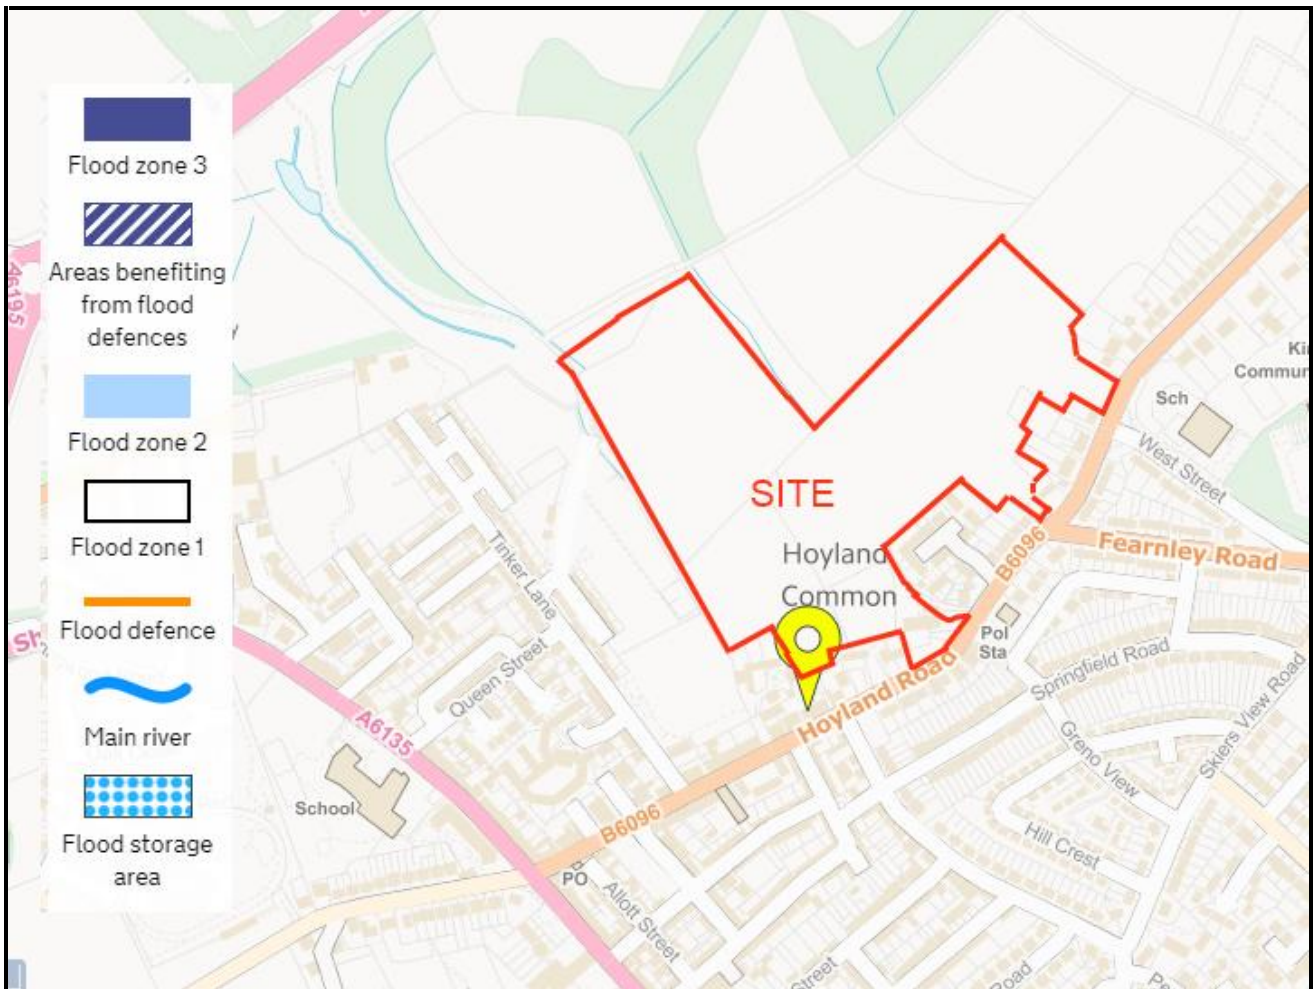 Flood zone 3
Areas benefiting
from flood
defences
Flood zone 2
Flood zone 1
Flood defence
Main river
Flood storage
area
A6195
SITE
Hoyland
Common
Sch
West Street
B6096
Fearnley Road
Pol
Sta
Hoyland Road
Springfield Road
Greno View
Skiers View Road
Hill Crest
Tinker Lane
Queen Street
A6135
School
B6096
PO
Allott Street
Street
Road